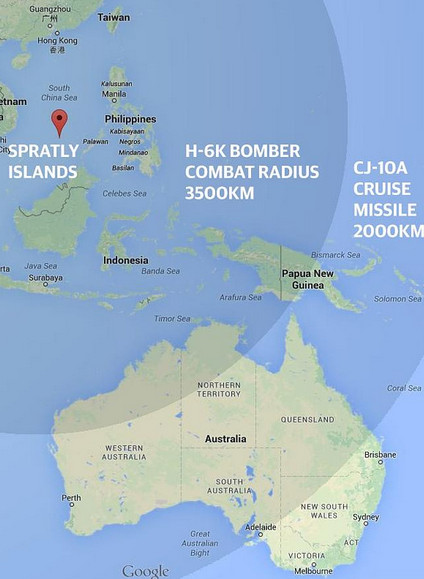 Guangzhou
广州
Taiwan
Hong Kong
香港
South
China Sea
Kalusunan
Manila
Philippines
Kabisayaan
Negros
Palawan
Mindanao
Basilan
etnam
SPRATLY
ISLANDS
H-6K BOMBER
COMBAT RADIUS
3500KM
CJ-10A
CRUISE
MISSILE
2000KM
Celebes Sea
Java Sea
Surabaya
Indonesia
Banda Sea
Papua New
Guinea
Bismarck Sea
Solomon Sea
Arafura Sea
Timor Sea
Coral Sea
NORTHERN
TERRITORY
QUEENSLAND
WESTERN
AUSTRALIA
Australia
SOUTH
AUSTRALIA
Brisbane
Perth
NEW SOUTH
WALES
Sydney
Great
Australian
Bight
Adelaide
ACT
VICTORIA
Melbourne
Google